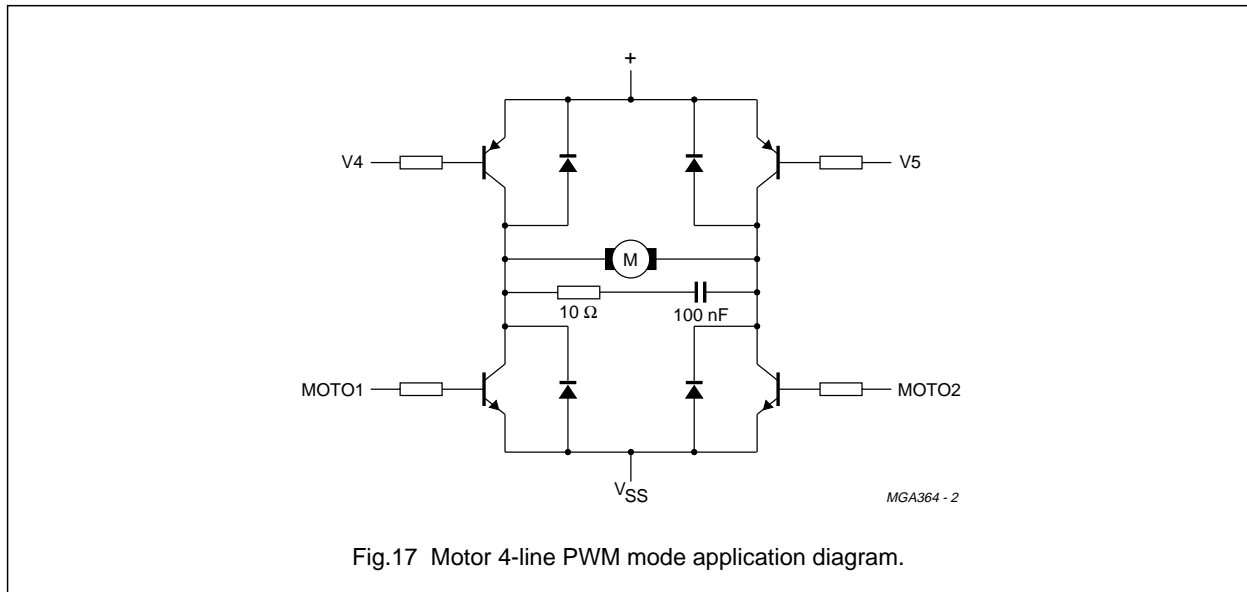 +
V4
V5
M
10 Ω
100 nF
MOTO1
MOTO2
VSS
MGA364 - 2
Fig.17 Motor 4-line PWM mode application diagram.